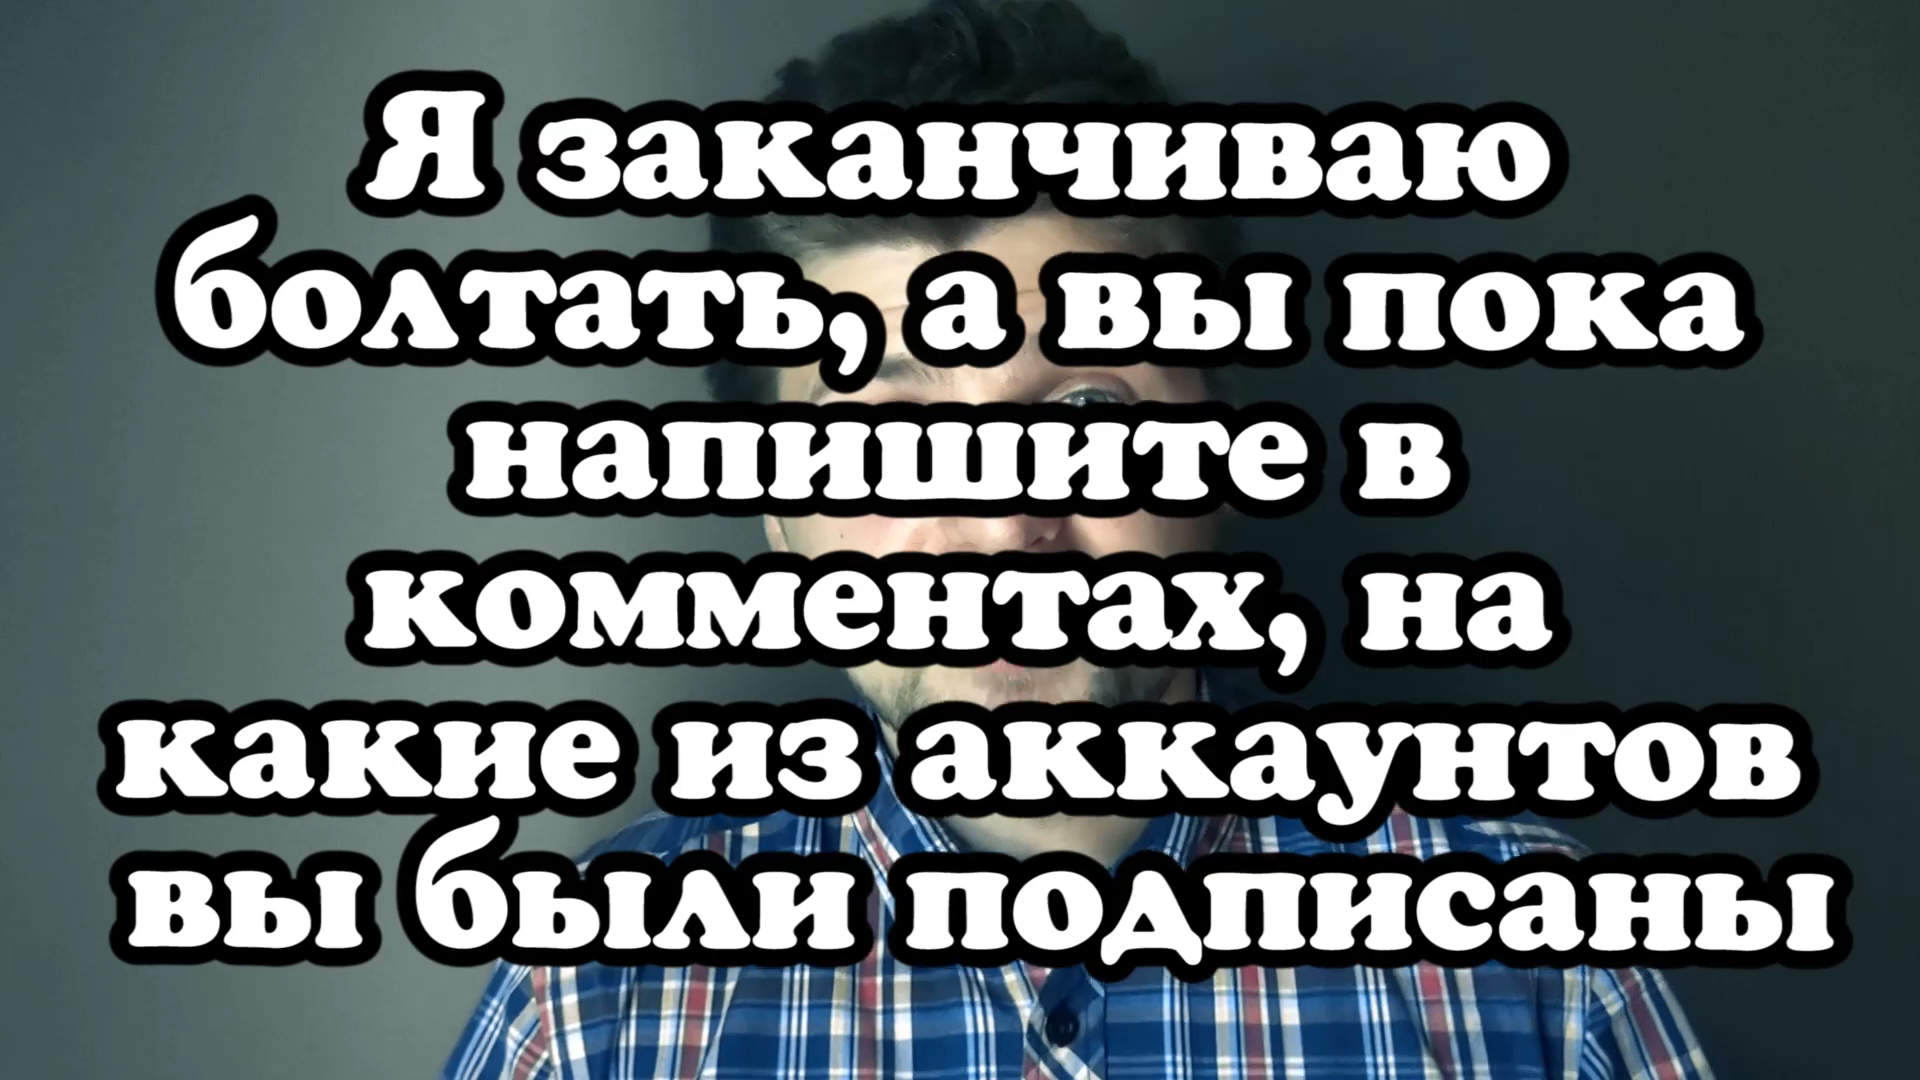 Я заканчиваю
болтать, а вы пока
напишите в
комментах, на
какие из аккаунтов
вы были подписаны